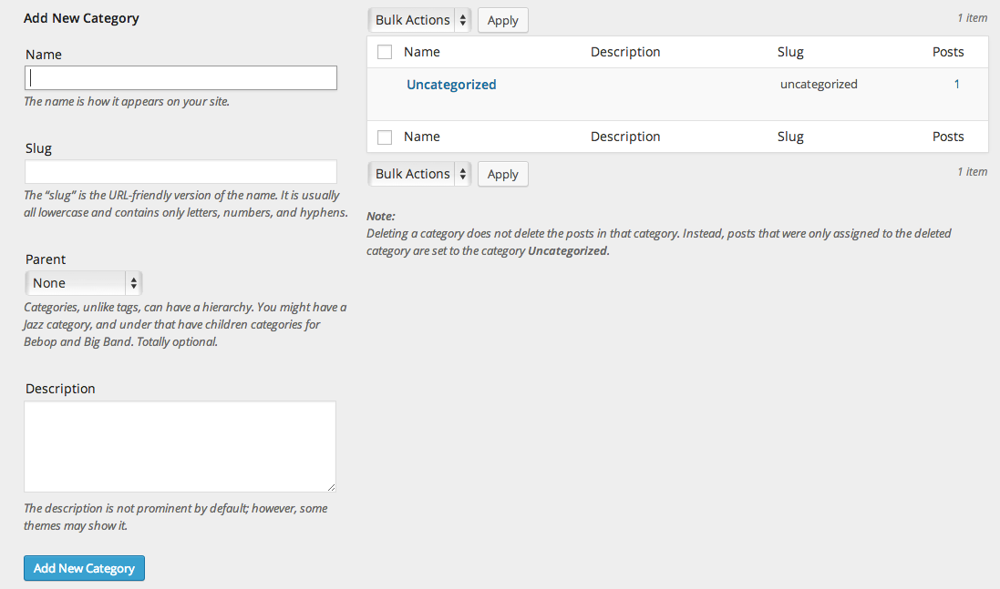 Add New Category
Name
The name is how it appears on your site.
Slug
The “slug” is the URL-friendly version of the name. It is usually
all lowercase and contains only letters, numbers, and hyphens.
Parent
None
Categories, unlike tags, can have a hierarchy. You might have a
Jazz category, and under that have children categories for
Bebop and Big Band. Totally optional.
Description
The description is not prominent by default; however, some
themes may show it.
Add New Category
Bulk Actions Apply 1 item
Name Description Slug Posts
Uncategorized uncategorized 1
Name Description Slug Posts
Bulk Actions Apply 1 item
Note:
Deleting a category does not delete the posts in that category. Instead, posts that were only assigned to the deleted
category are set to the category Uncategorized.